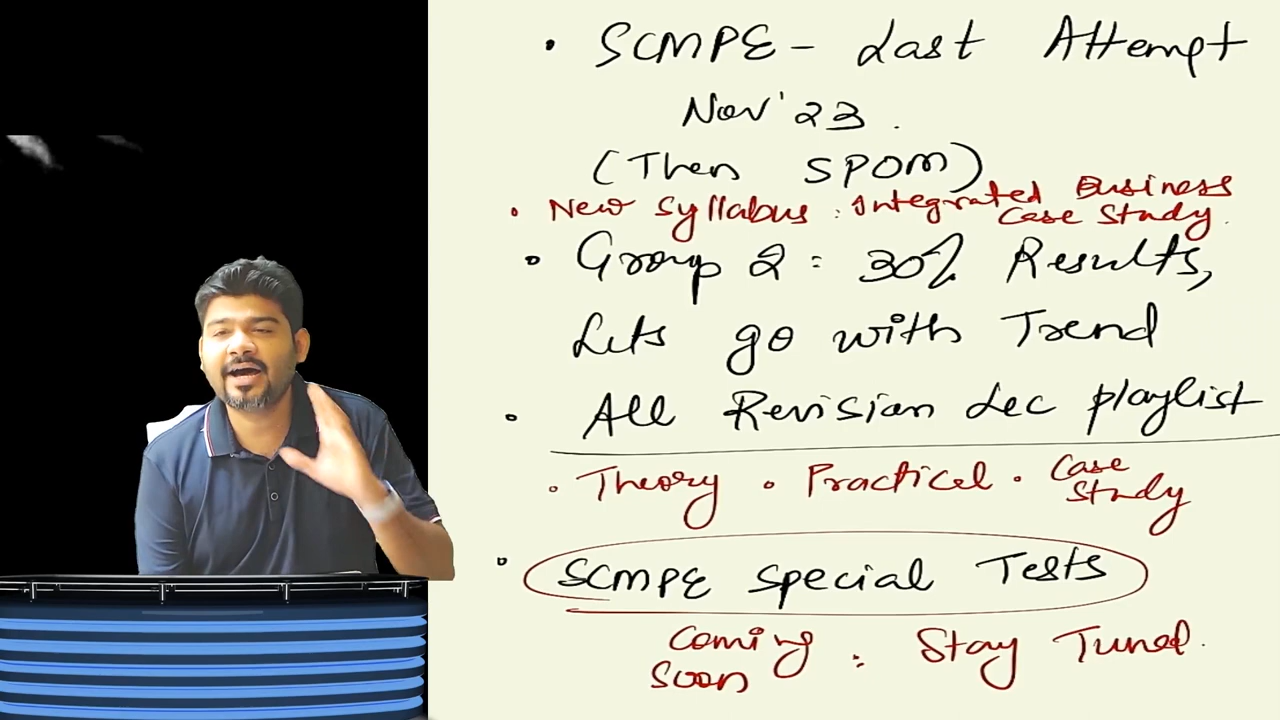 • SCMPE - Last Attempt
Nov'23.
(Then SPOM)
• New Syllabus : Integrated Business Case Study.
• Group 2 : 30% Results,
Lets go with Trend
• All Revision Lec playlist
• Theory • Practical • Case Study
• SCMPE Special Tests
Coming Soon : Stay Tuned.